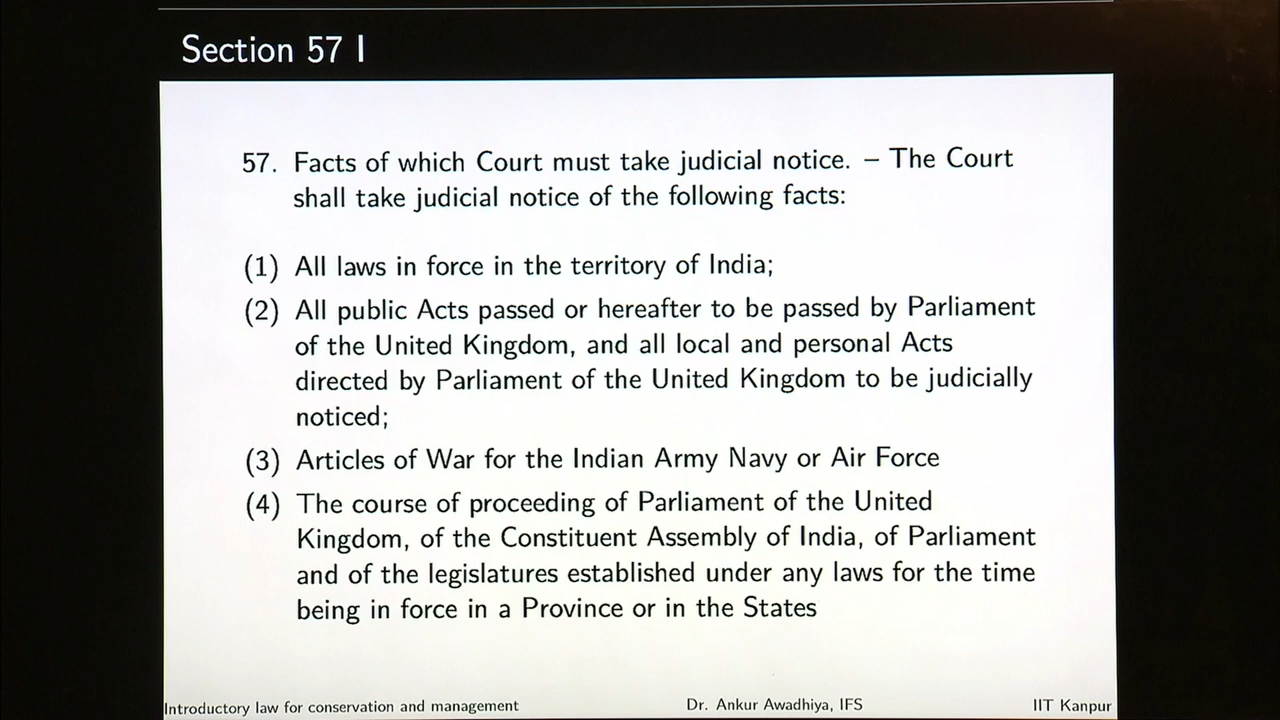 Section 57 I
57. Facts of which Court must take judicial notice. – The Court
shall take judicial notice of the following facts:
(1) All laws in force in the territory of India;
(2) All public Acts passed or hereafter to be passed by Parliament
of the United Kingdom, and all local and personal Acts
directed by Parliament of the United Kingdom to be judicially
noticed;
(3) Articles of War for the Indian Army Navy or Air Force
(4) The course of proceeding of Parliament of the United
Kingdom, of the Constituent Assembly of India, of Parliament
and of the legislatures established under any laws for the time
being in force in a Province or in the States
Introductory law for conservation and management Dr. Ankur Awadhiya, IFS IIT Kanpur